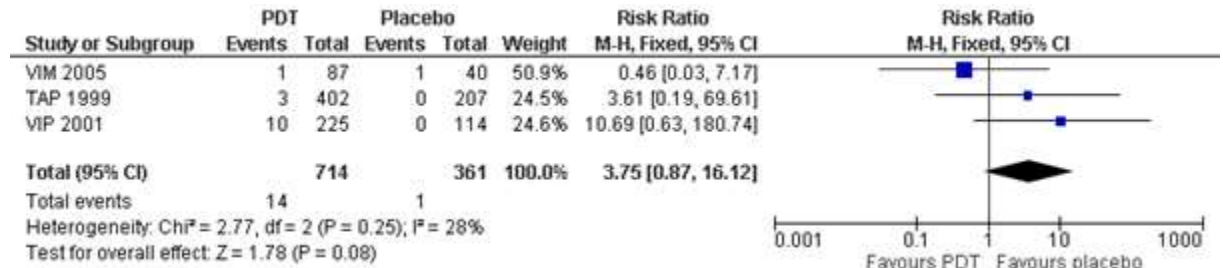 PDT Placebo Risk Ratio Risk Ratio
Study or Subgroup Events Total Events Total Weight M-H, Fixed, 95% CI M-H, Fixed, 95% CI
VIM 2005 1 87 1 40 50.9% 0.46 [0.03, 7.17]
TAP 1999 3 402 0 207 24.5% 3.61 [0.19, 69.61]
VIP 2001 10 225 0 114 24.6% 10.69 [0.63, 180.74]
Total (95% CI) 714 361 100.0% 3.75 [0.87, 16.12]
Total events 14 1
Heterogeneity: Chi² = 2.77, df = 2 (P = 0.25); I² = 28%
Test for overall effect: Z = 1.78 (P = 0.08)
0.001 0.1 1 10 1000
Favours PDT Favours placebo